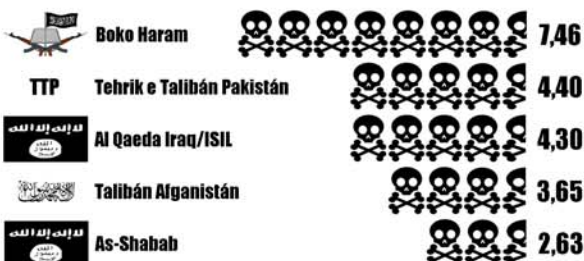 Boko Haram 7,46
TTP Tehrik e Talibán Pakistán 4,40
Al Qaeda Iraq/ISIL 4,30
Talibán Afganistán 3,65
As-Shabab 2,63